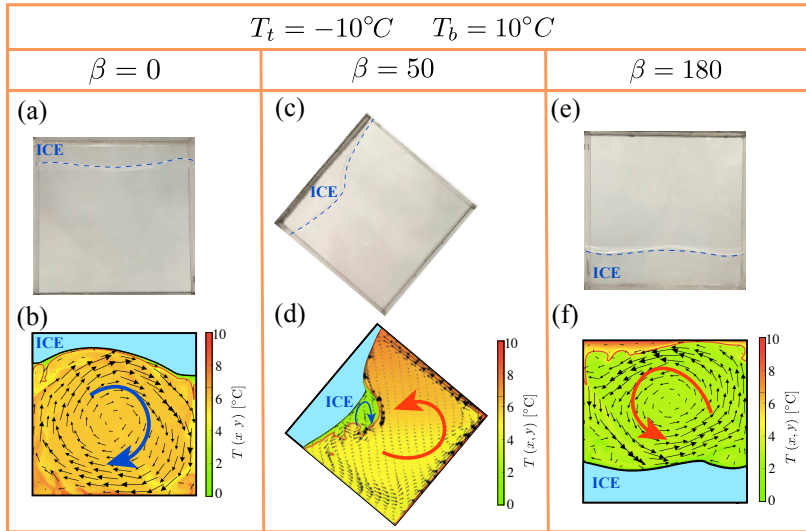 T_t = −10°C T_b = 10°C
β = 0
β = 50
β = 180
(a)
ICE
(c)
ICE
(e)
ICE
(b)
ICE
10
8
6
4
2
0
T (x y) [°C]
(d)
ICE
10
8
6
4
2
0
T (x, y) [°C]
(f)
ICE
10
8
6
4
2
0
T (x, y) [°C]